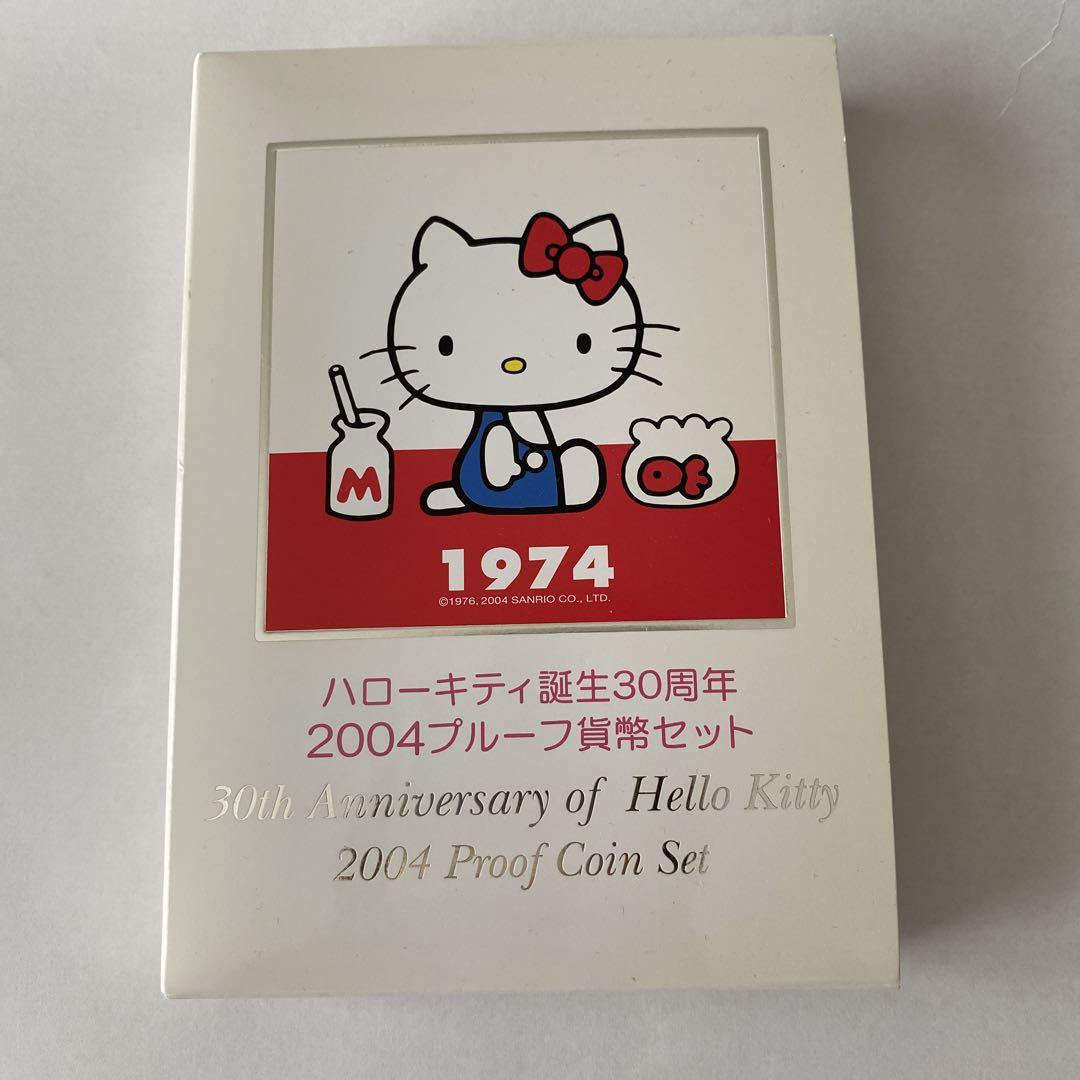 M
1974
©1976, 2004 SANRIO CO., LTD.
ハローキティ誕生30周年
2004プルーフ貨幣セット
30th Anniversary of Hello Kitty
2004 Proof Coin Set